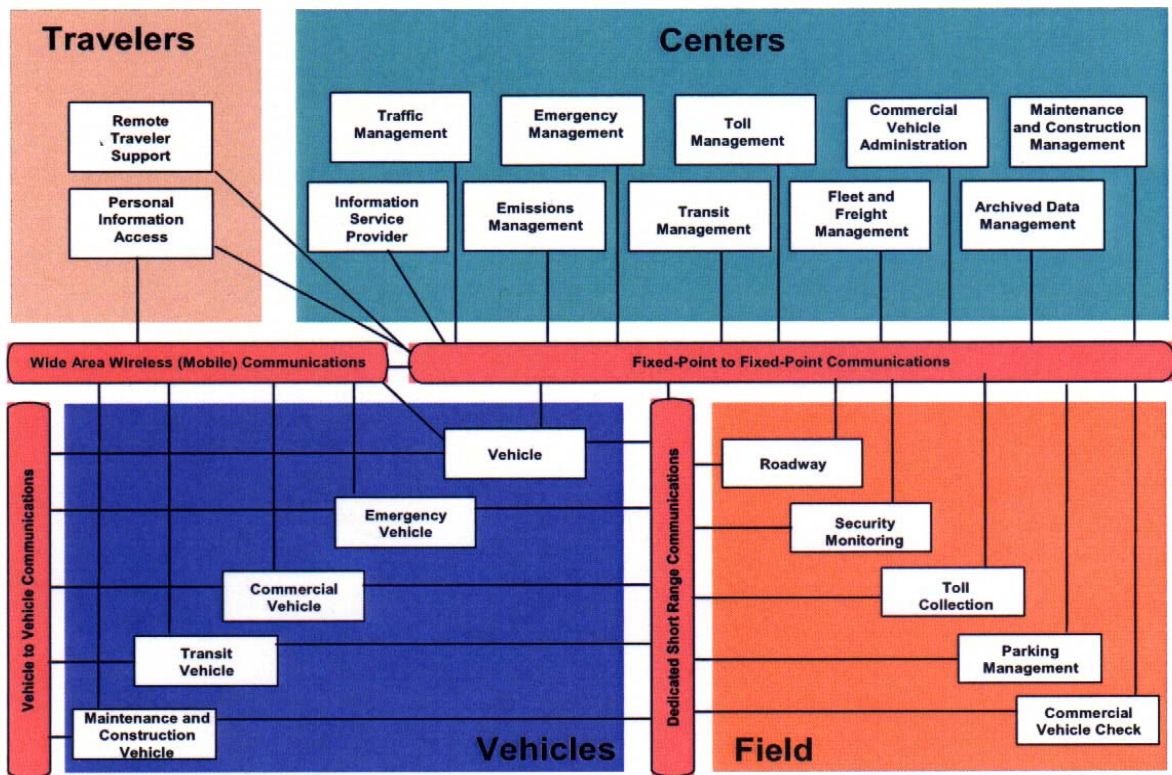 Travelers
Centers
Remote
Traveler
Support
Personal
Information
Access
Traffic
Management
Emergency
Management
Toll
Management
Commercial
Vehicle
Administration
Maintenance
and Construction
Management
Information
Service
Provider
Emissions
Management
Transit
Management
Fleet and
Freight
Management
Archived Data
Management
Wide Area Wireless (Mobile) Communications
Fixed-Point to Fixed-Point Communications
Vehicle to Vehicle Communications
Vehicle
Emergency
Vehicle
Commercial
Vehicle
Transit
Vehicle
Maintenance and
Construction
Vehicle
Vehicles
Dedicated Short Range Communications
Roadway
Security
Monitoring
Toll
Collection
Parking
Management
Commercial
Vehicle Check
Field